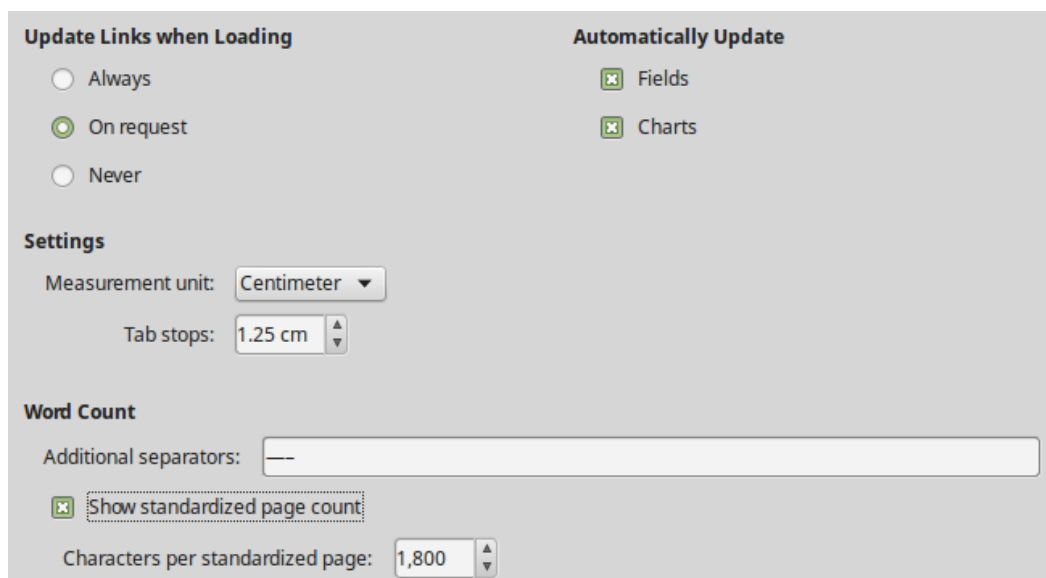 Update Links when Loading
Always
On request
Never
Automatically Update
Fields
Charts
Settings
Measurement unit: Centimeter
Tab stops: 1.25 cm
Word Count
Additional separators: —–
Show standardized page count
Characters per standardized page: 1,800